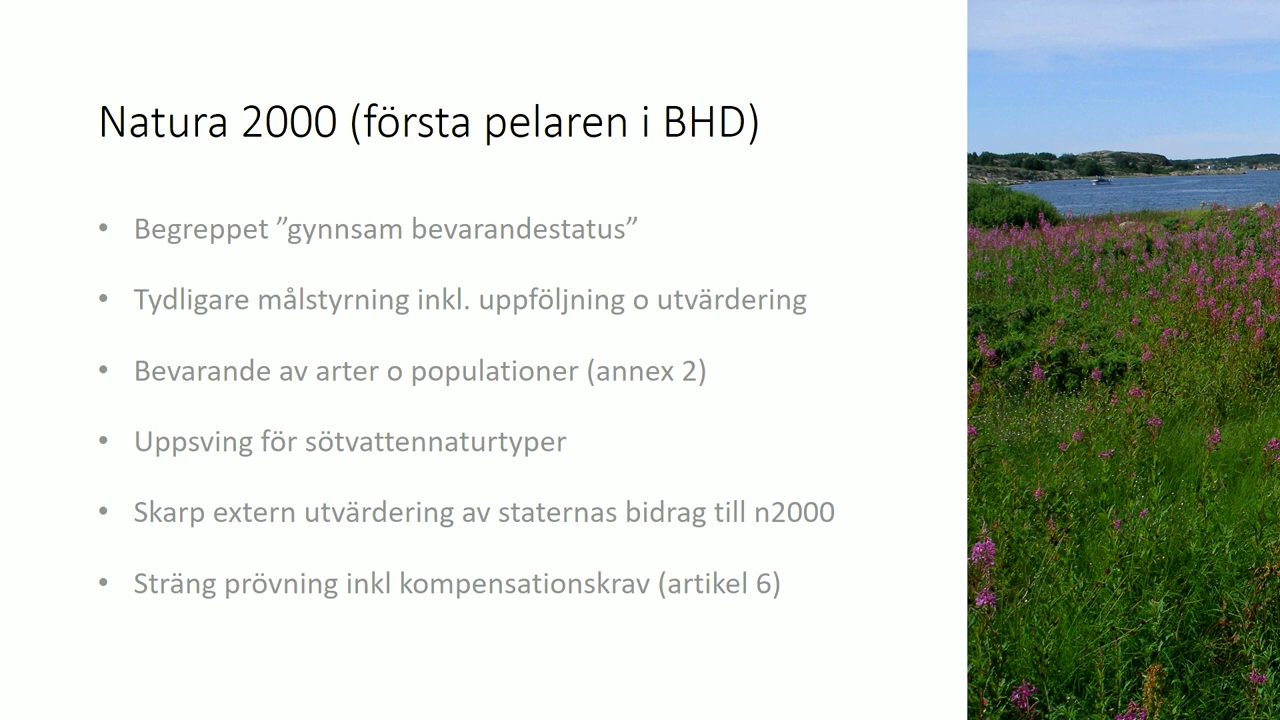 Natura 2000 (första pelaren i BHD)
• Begreppet ”gynnsam bevarandestatus”
• Tydligare målstyrning inkl. uppföljning o utvärdering
• Bevarande av arter o populationer (annex 2)
• Uppsving för sötvattennaturtyper
• Skarp extern utvärdering av staternas bidrag till n2000
• Sträng prövning inkl kompensationskrav (artikel 6)